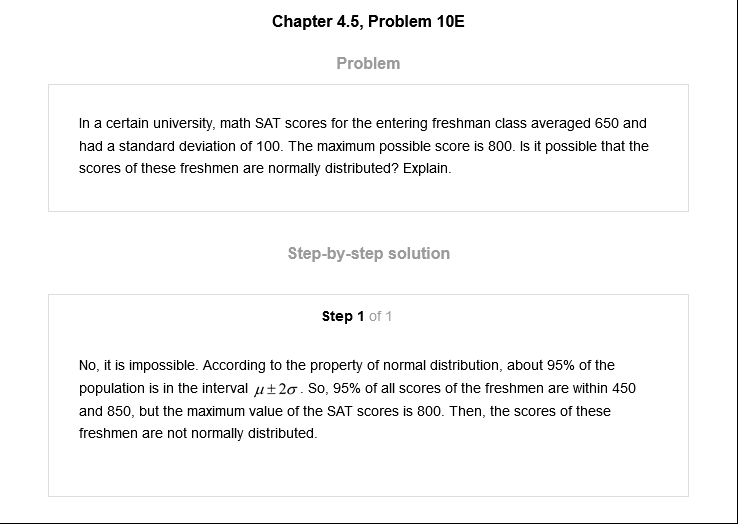 Chapter 4.5, Problem 10E
Problem
In a certain university, math SAT scores for the entering freshman class averaged 650 and
had a standard deviation of 100. The maximum possible score is 800. Is it possible that the
scores of these freshmen are normally distributed? Explain.
Step-by-step solution
Step 1 of 1
No, it is impossible. According to the property of normal distribution, about 95% of the
population is in the interval μ±2σ. So, 95% of all scores of the freshmen are within 450
and 850, but the maximum value of the SAT scores is 800. Then, the scores of these
freshmen are not normally distributed.